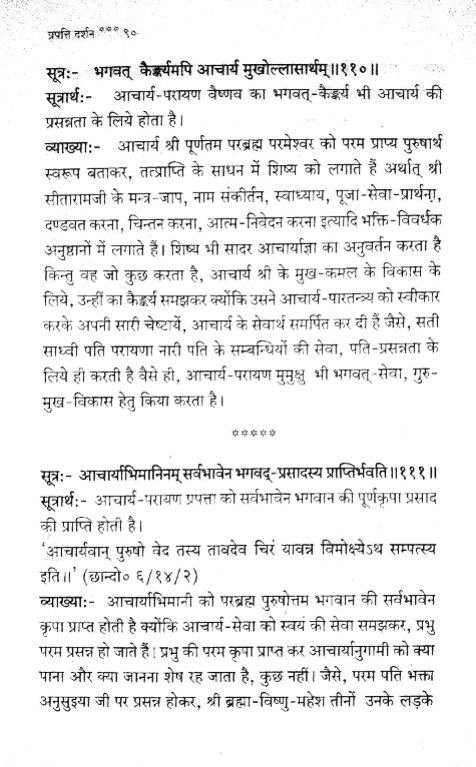 प्रपत्ति दर्शन *** ९०
सूत्र:- भगवत् कैङ्कर्यमपि आचार्य मुखोल्लासार्थम्॥११०॥
सूत्रार्थ:- आचार्य-परायण वैष्णव का भगवत्-कैङ्कर्य भी आचार्य की
प्रसन्नता के लिये होता है।
व्याख्या:- आचार्य श्री पूर्णतम परब्रह्म परमेश्वर को परम प्राप्य पुरुषार्थ
स्वरूप बताकर, तत्प्राप्ति के साधन में शिष्य को लगाते हैं अर्थात् श्री
सीतारामजी के मन्त्र-जाप, नाम संकीर्तन, स्वाध्याय, पूजा-सेवा-प्रार्थना,
दण्डवत करना, चिन्तन करना, आत्म-निवेदन करना इत्यादि भक्ति-विवर्धक
अनुष्ठानों में लगाते हैं। शिष्य भी सादर आचार्याज्ञा का अनुवर्तन करता है
किन्तु वह जो कुछ करता है, आचार्य श्री के मुख-कमल के विकास के
लिये, उन्हीं का कैङ्कर्य समझकर क्योंकि उसने आचार्य-पारतन्त्र्य को स्वीकार
करके अपनी सारी चेष्टायें, आचार्य के सेवार्थ समर्पित कर दी हैं जैसे, सती
साध्वी पति परायणा नारी पति के सम्बन्धियों की सेवा, पति-प्रसन्नता के
लिये ही करती है वैसे ही, आचार्य-परायण मुमुक्षु भी भगवत्-सेवा, गुरु-
मुख-विकास हेतु किया करता है।
*****
सूत्र:- आचार्याभिमानिनम् सर्वभावेन भगवद्-प्रसादस्य प्राप्तिर्भवति॥१११॥
सूत्रार्थ:- आचार्य-परायण प्रपत्ता को सर्वभावेन भगवान की पूर्णकृपा प्रसाद
की प्राप्ति होती है।
'आचार्यवान् पुरुषो वेद तस्य तावदेव चिरं यावन्न विमोक्ष्येऽथ सम्पत्स्य
इति॥' (छान्दो० ६/१४/२)
व्याख्या:- आचार्याभिमानी को परब्रह्म पुरुषोत्तम भगवान की सर्वभावेन
कृपा प्राप्त होती है क्योंकि आचार्य-सेवा को स्वयं की सेवा समझकर, प्रभु
परम प्रसन्न हो जाते हैं। प्रभु की परम कृपा प्राप्त कर आचार्यानुगामी को क्या
पाना और क्या जानना शेष रह जाता है, कुछ नहीं। जैसे, परम पति भक्ता
अनुसुइया जी पर प्रसन्न होकर, श्री ब्रह्मा-विष्णु-महेश तीनों उनके लड़के